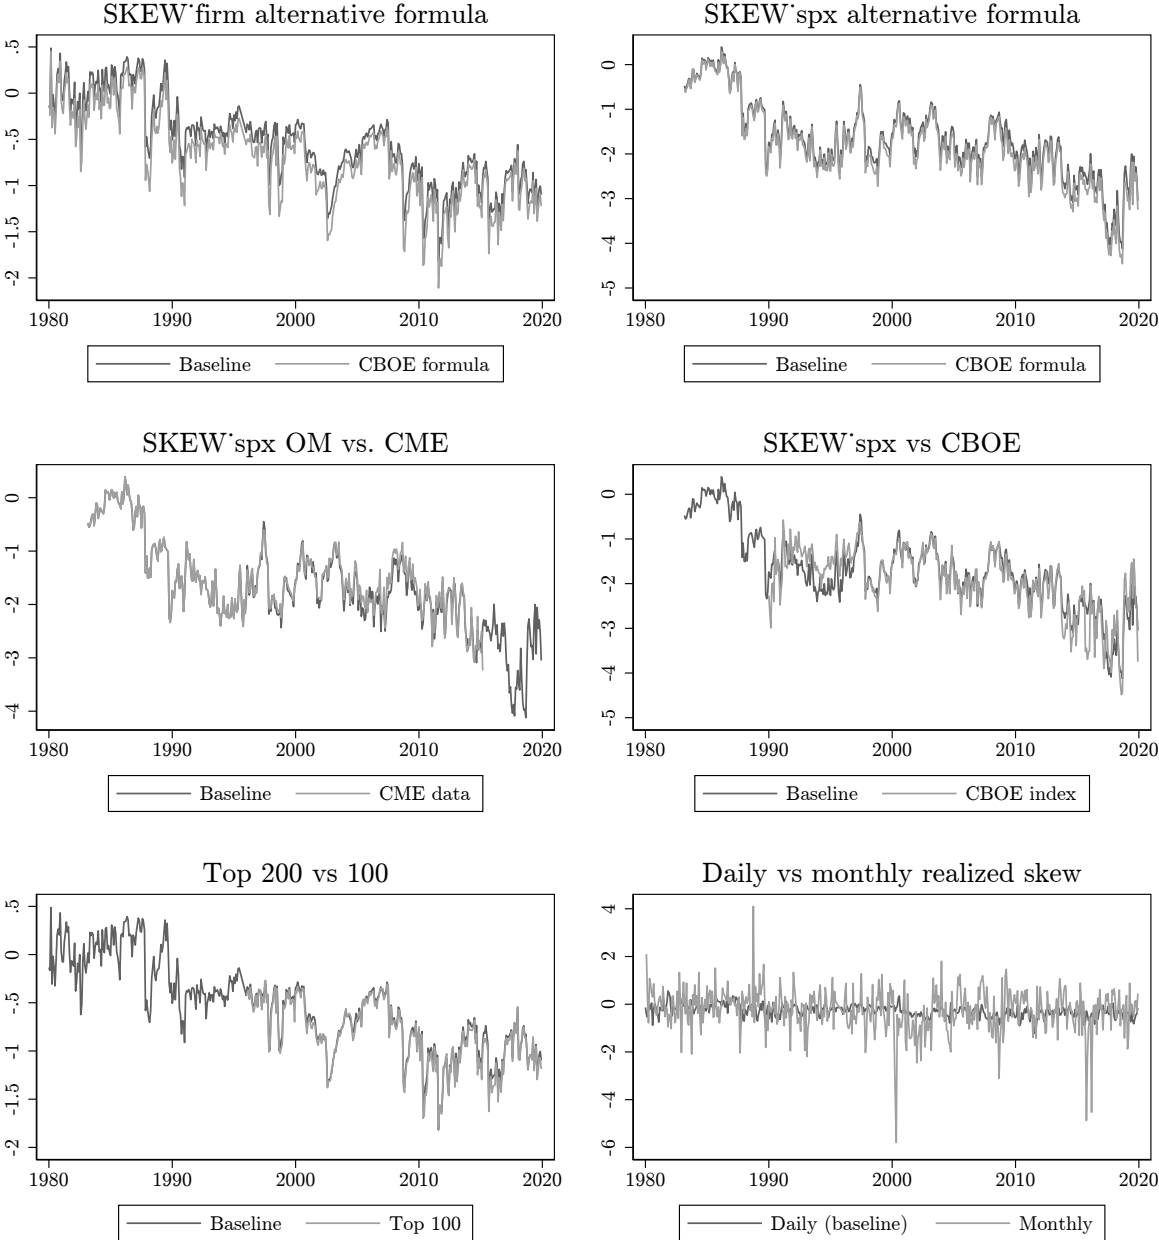 SKEW˙firm alternative formula
.5
0
-.5
-1
-1.5
-2
1980 1990 2000 2010 2020
Baseline CBOE formula
SKEW˙spx alternative formula
0
-1
-2
-3
-4
-5
1980 1990 2000 2010 2020
Baseline CBOE formula
SKEW˙spx OM vs. CME
0
-1
-2
-3
-4
1980 1990 2000 2010 2020
Baseline CME data
SKEW˙spx vs CBOE
0
-1
-2
-3
-4
-5
1980 1990 2000 2010 2020
Baseline CBOE index
Top 200 vs 100
.5
0
-.5
-1
-1.5
-2
1980 1990 2000 2010 2020
Baseline Top 100
Daily vs monthly realized skew
4
2
0
-2
-4
-6
1980 1990 2000 2010 2020
Daily (baseline) Monthly